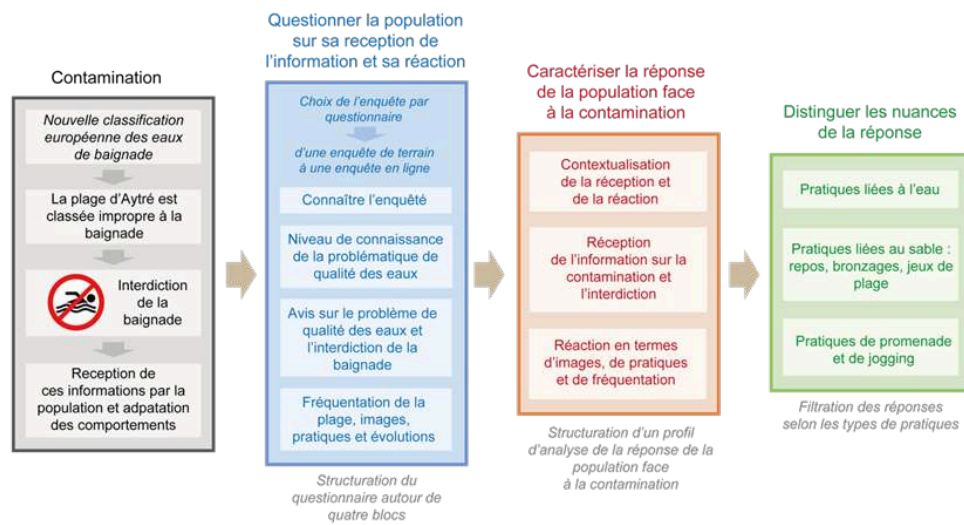 Contamination
Nouvelle classification
européenne des eaux
de baignade
La plage d'Aytré est
classée impropre à la
baignade
Interdiction
de la
baignade
Reception de
ces informations par la
population et adpatation
des comportements
Questionner la population
sur sa reception de
l'information et sa réaction
Choix de l'enquête par
questionnaire
d'une enquête de terrain
à une enquête en ligne
Connaître l'enquêté
Niveau de connaissance
de la problématique de
qualité des eaux
Avis sur le problème de
qualité des eaux et
l'interdiction de la
baignade
Fréquentation de la
plage, images,
pratiques et évolutions
Structuration du
questionnaire autour de
quatre blocs
Caractériser la réponse
de la population face
à la contamination
Contextualisation
de la réception et
de la réaction
Réception
de l'information sur la
contamination et
l'interdiction
Réaction en termes
d'images, de pratiques
et de fréquentation
Structuration d'un profil
d'analyse de la réponse de la
population face
à la contamination
Distinguer les nuances
de la réponse
Pratiques liées à l'eau
Pratiques liées au sable :
repos, bronzages, jeux de
plage
Pratiques de promenade
et de jogging
Filtration des réponses
selon les types de pratiques